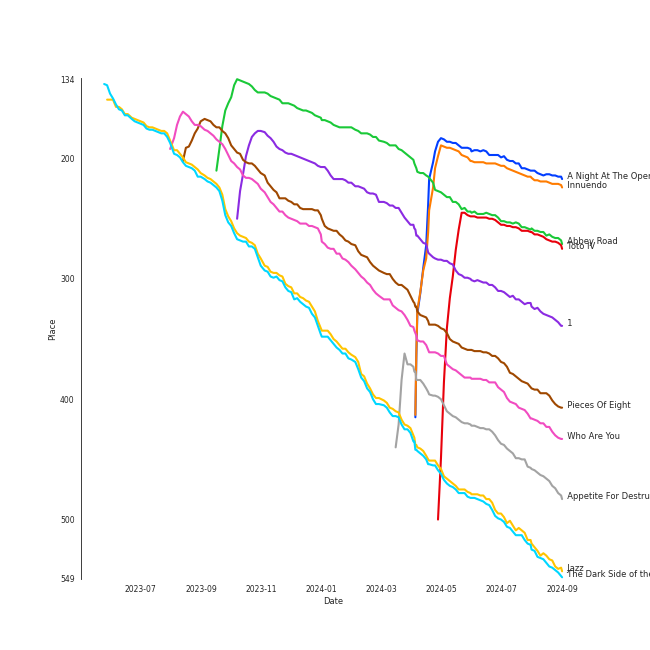 134
200
300
400
500
549
Place
2023-07
2023-09
2023-11
2024-01
2024-03
2024-05
2024-07
2024-09
Date
A Night At The Oper
Innuendo
Abbey Road
Toto IV
1
Pieces Of Eight
Who Are You
Appetite For Destru
Jazz
The Dark Side of the